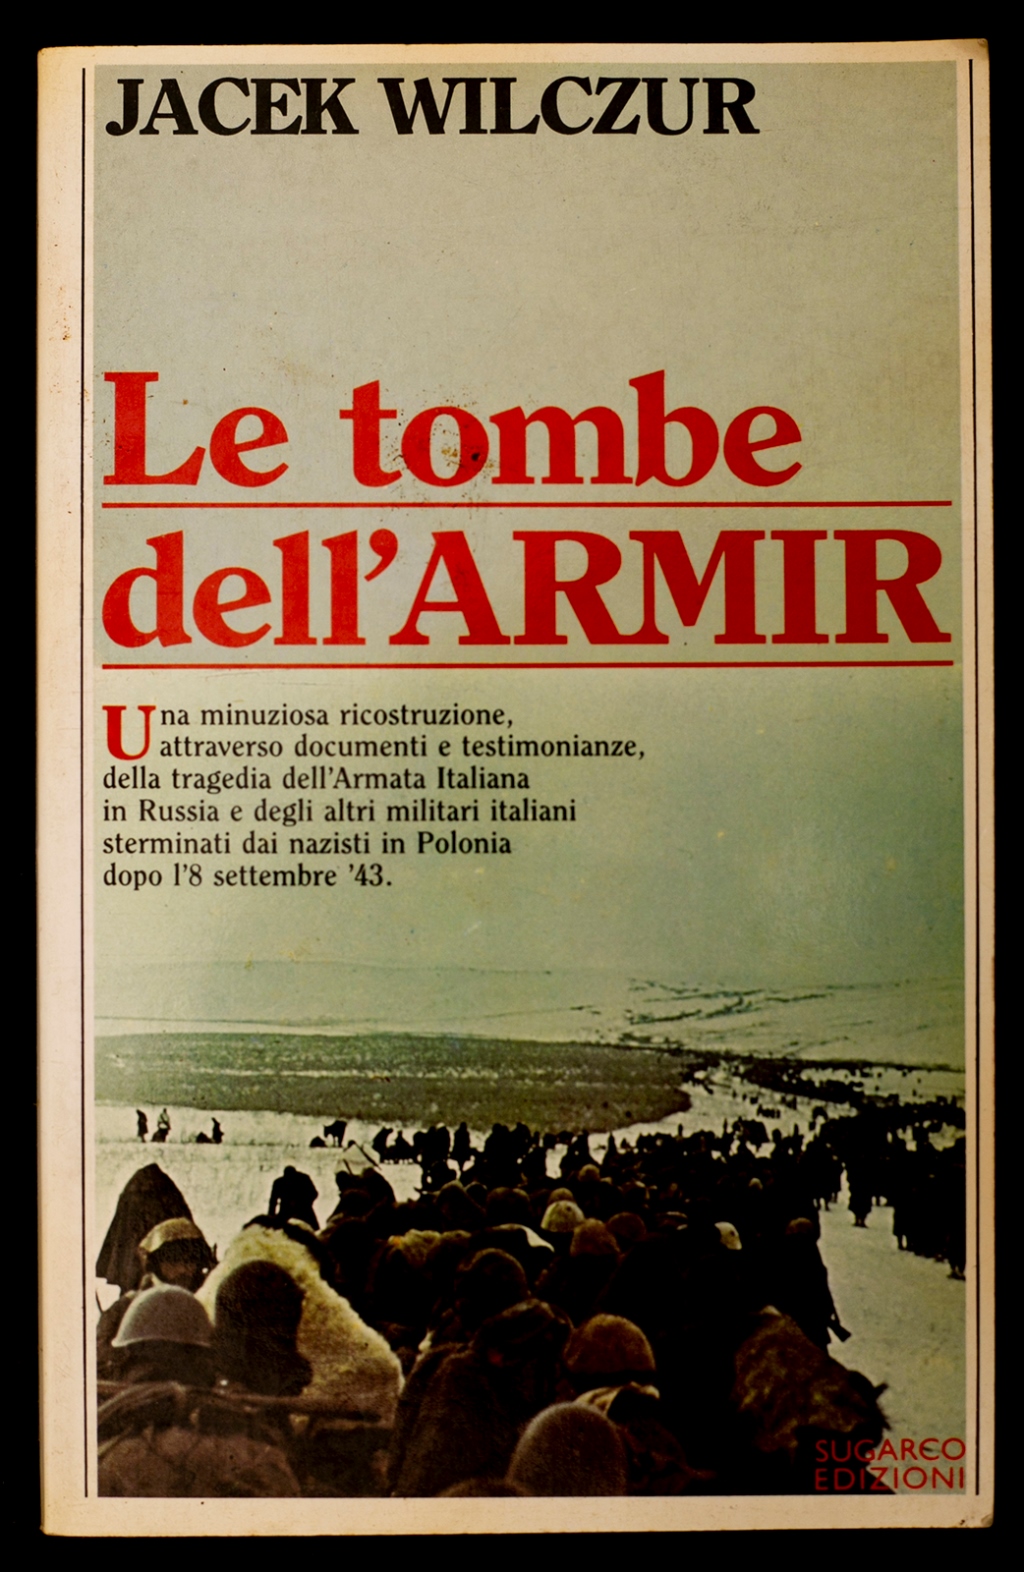 JACEK WILCZUR
Le tombe
dell'ARMIR
Una minuziosa ricostruzione,
attraverso documenti e testimonianze,
della tragedia dell'Armata Italiana
in Russia e degli altri militari italiani
sterminati dai nazisti in Polonia
dopo l'8 settembre '43.
SUGARCO
EDIZIONI